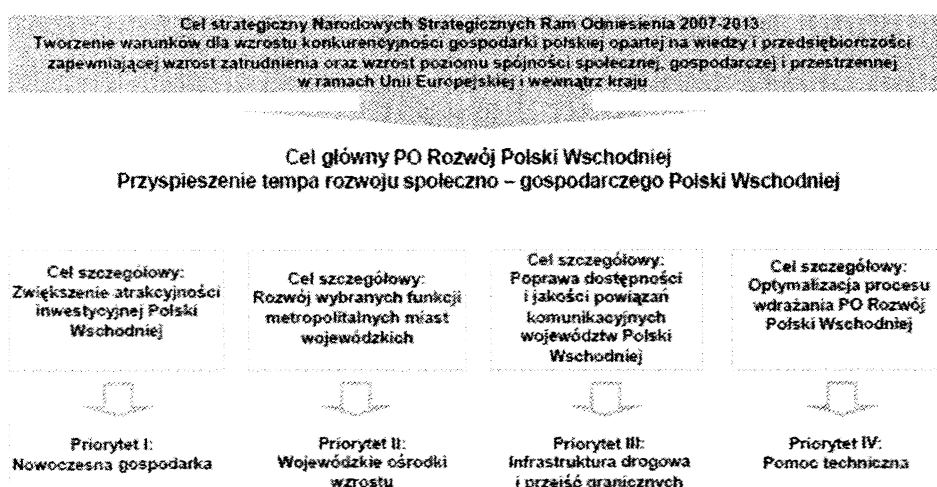 Cel strategiczny Narodowych Strategicznych Ram Odniesienia 2007-2013:
Tworzenie warunków dla wzrostu konkurencyjności gospodarki polskiej opartej na wiedzy i przedsiębiorczości
zapewniającej wzrost zatrudnienia oraz wzrost poziomu spójności społecznej, gospodarczej i przestrzennej
w ramach Unii Europejskiej i wewnątrz kraju
Cel główny PO Rozwój Polski Wschodniej
Przyspieszenie tempa rozwoju społeczno – gospodarczego Polski Wschodniej
Cel szczegółowy:
Zwiększenie atrakcyjności
inwestycyjnej Polski
Wschodniej
Cel szczegółowy:
Rozwój wybranych funkcji
metropolitalnych miast
wojewódzkich
Cel szczegółowy:
Poprawa dostępności
i jakości powiązań
komunikacyjnych
województw Polski
Wschodniej
Cel szczegółowy:
Optymalizacja procesu
wdrażania PO Rozwój
Polski Wschodniej
Priorytet I:
Nowoczesna gospodarka
Priorytet II:
Wojewódzkie ośrodki
wzrostu
Priorytet III:
Infrastruktura drogowa
i przejść granicznych
Priorytet IV:
Pomoc techniczna